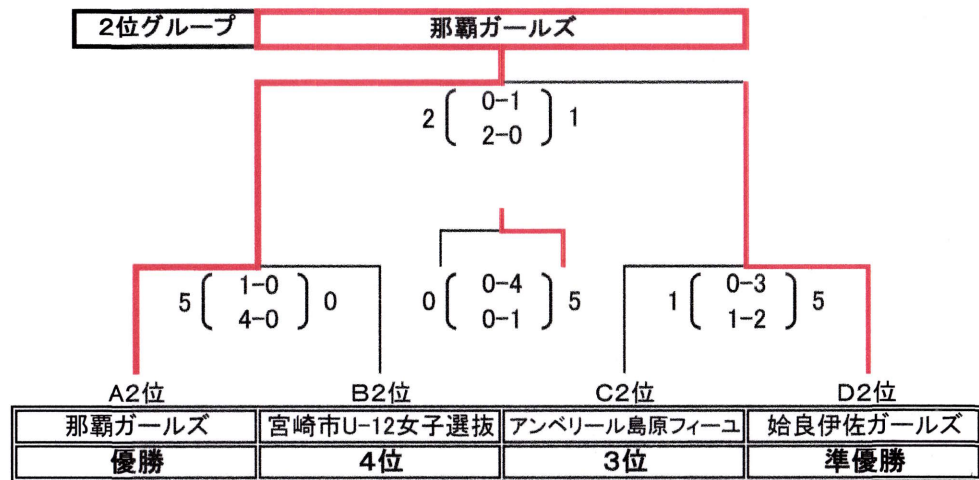 2位グループ 那覇ガールズ
2 ( 0-1 2-0 ) 1
5 ( 1-0 4-0 ) 0
0 ( 0-4 0-1 ) 5
1 ( 0-3 1-2 ) 5
A2位 B2位 C2位 D2位
那覇ガールズ 宮崎市U-12女子選抜 アンベリール島原フィーユ 姶良伊佐ガールズ
優勝 4位 3位 準優勝